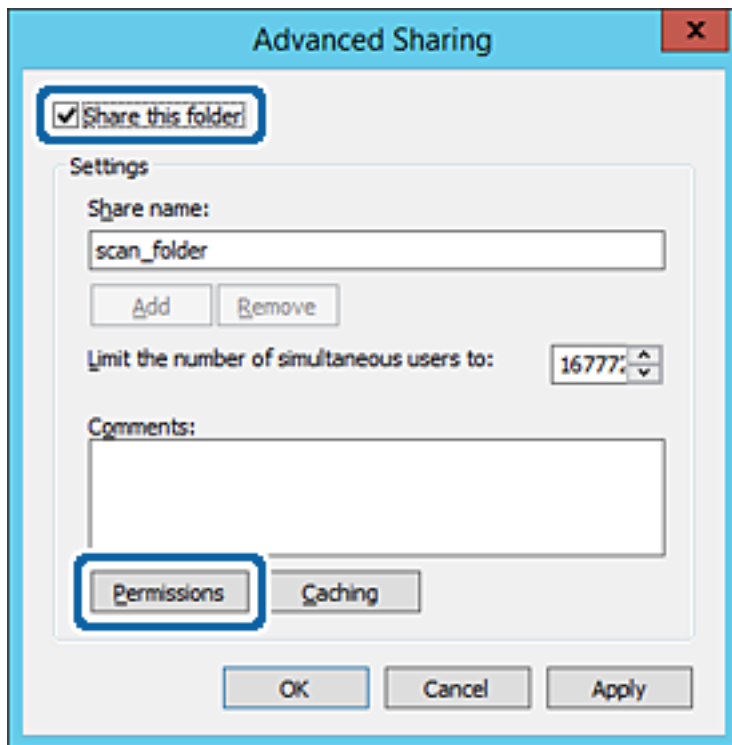 Advanced Sharing
Share this folder
Settings
Share name:
scan_folder
Add Remove
Limit the number of simultaneous users to:
167772
Comments:
Permissions Caching
OK Cancel Apply